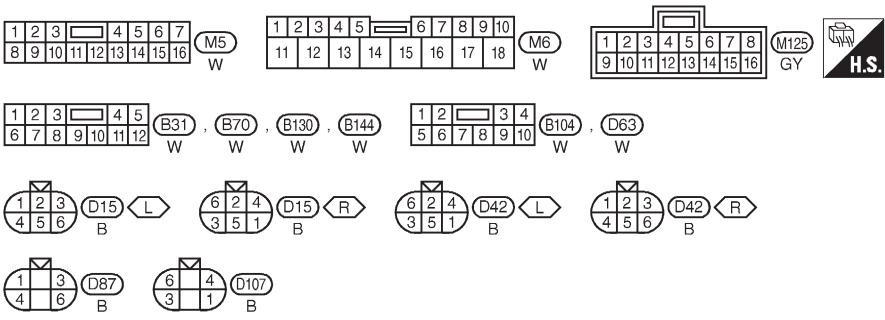 1 2 3 4 5 6 7
8 9 10 11 12 13 14 15 16
M5
W
1 2 3 4 5 6 7 8 9 10
11 12 13 14 15 16 17 18
M6
W
1 2 3 4 5 6 7 8
9 10 11 12 13 14 15 16
M125
GY
H.S.
1 2 3 4 5
6 7 8 9 10 11 12
B31 , B70 , B130 , B144
W W W W
1 2 3 4
5 6 7 8 9 10
B104 , D63
W W
1 2 3
4 5 6
D15 L
B
6 2 4
3 5 1
D15 R
B
6 2 4
3 5 1
D42 L
B
1 2 3
4 5 6
D42 R
B
1 3
4 6
D87
B
6 4
3 1
D107
B